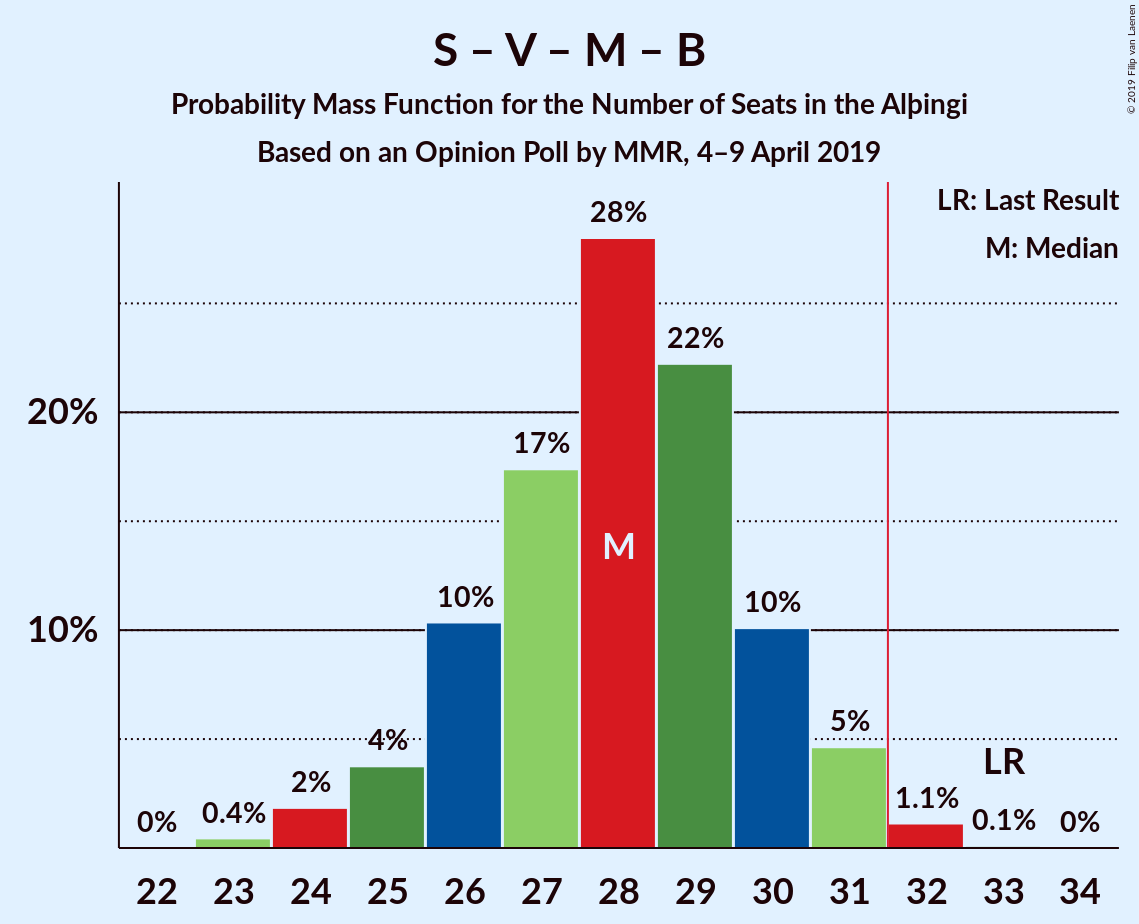 S – V – M – B
Probability Mass Function for the Number of Seats in the Alþingi
Based on an Opinion Poll by MMR, 4–9 April 2019
© 2019 Filip van Laenen
LR: Last Result
M: Median
28%
22%
20%
17%
M
10%
10%
10%
5%
4%
LR
2%
1.1%
0.4%
0.1%
0%
0%
22 23 24 25 26 27 28 29 30 31 32 33 34